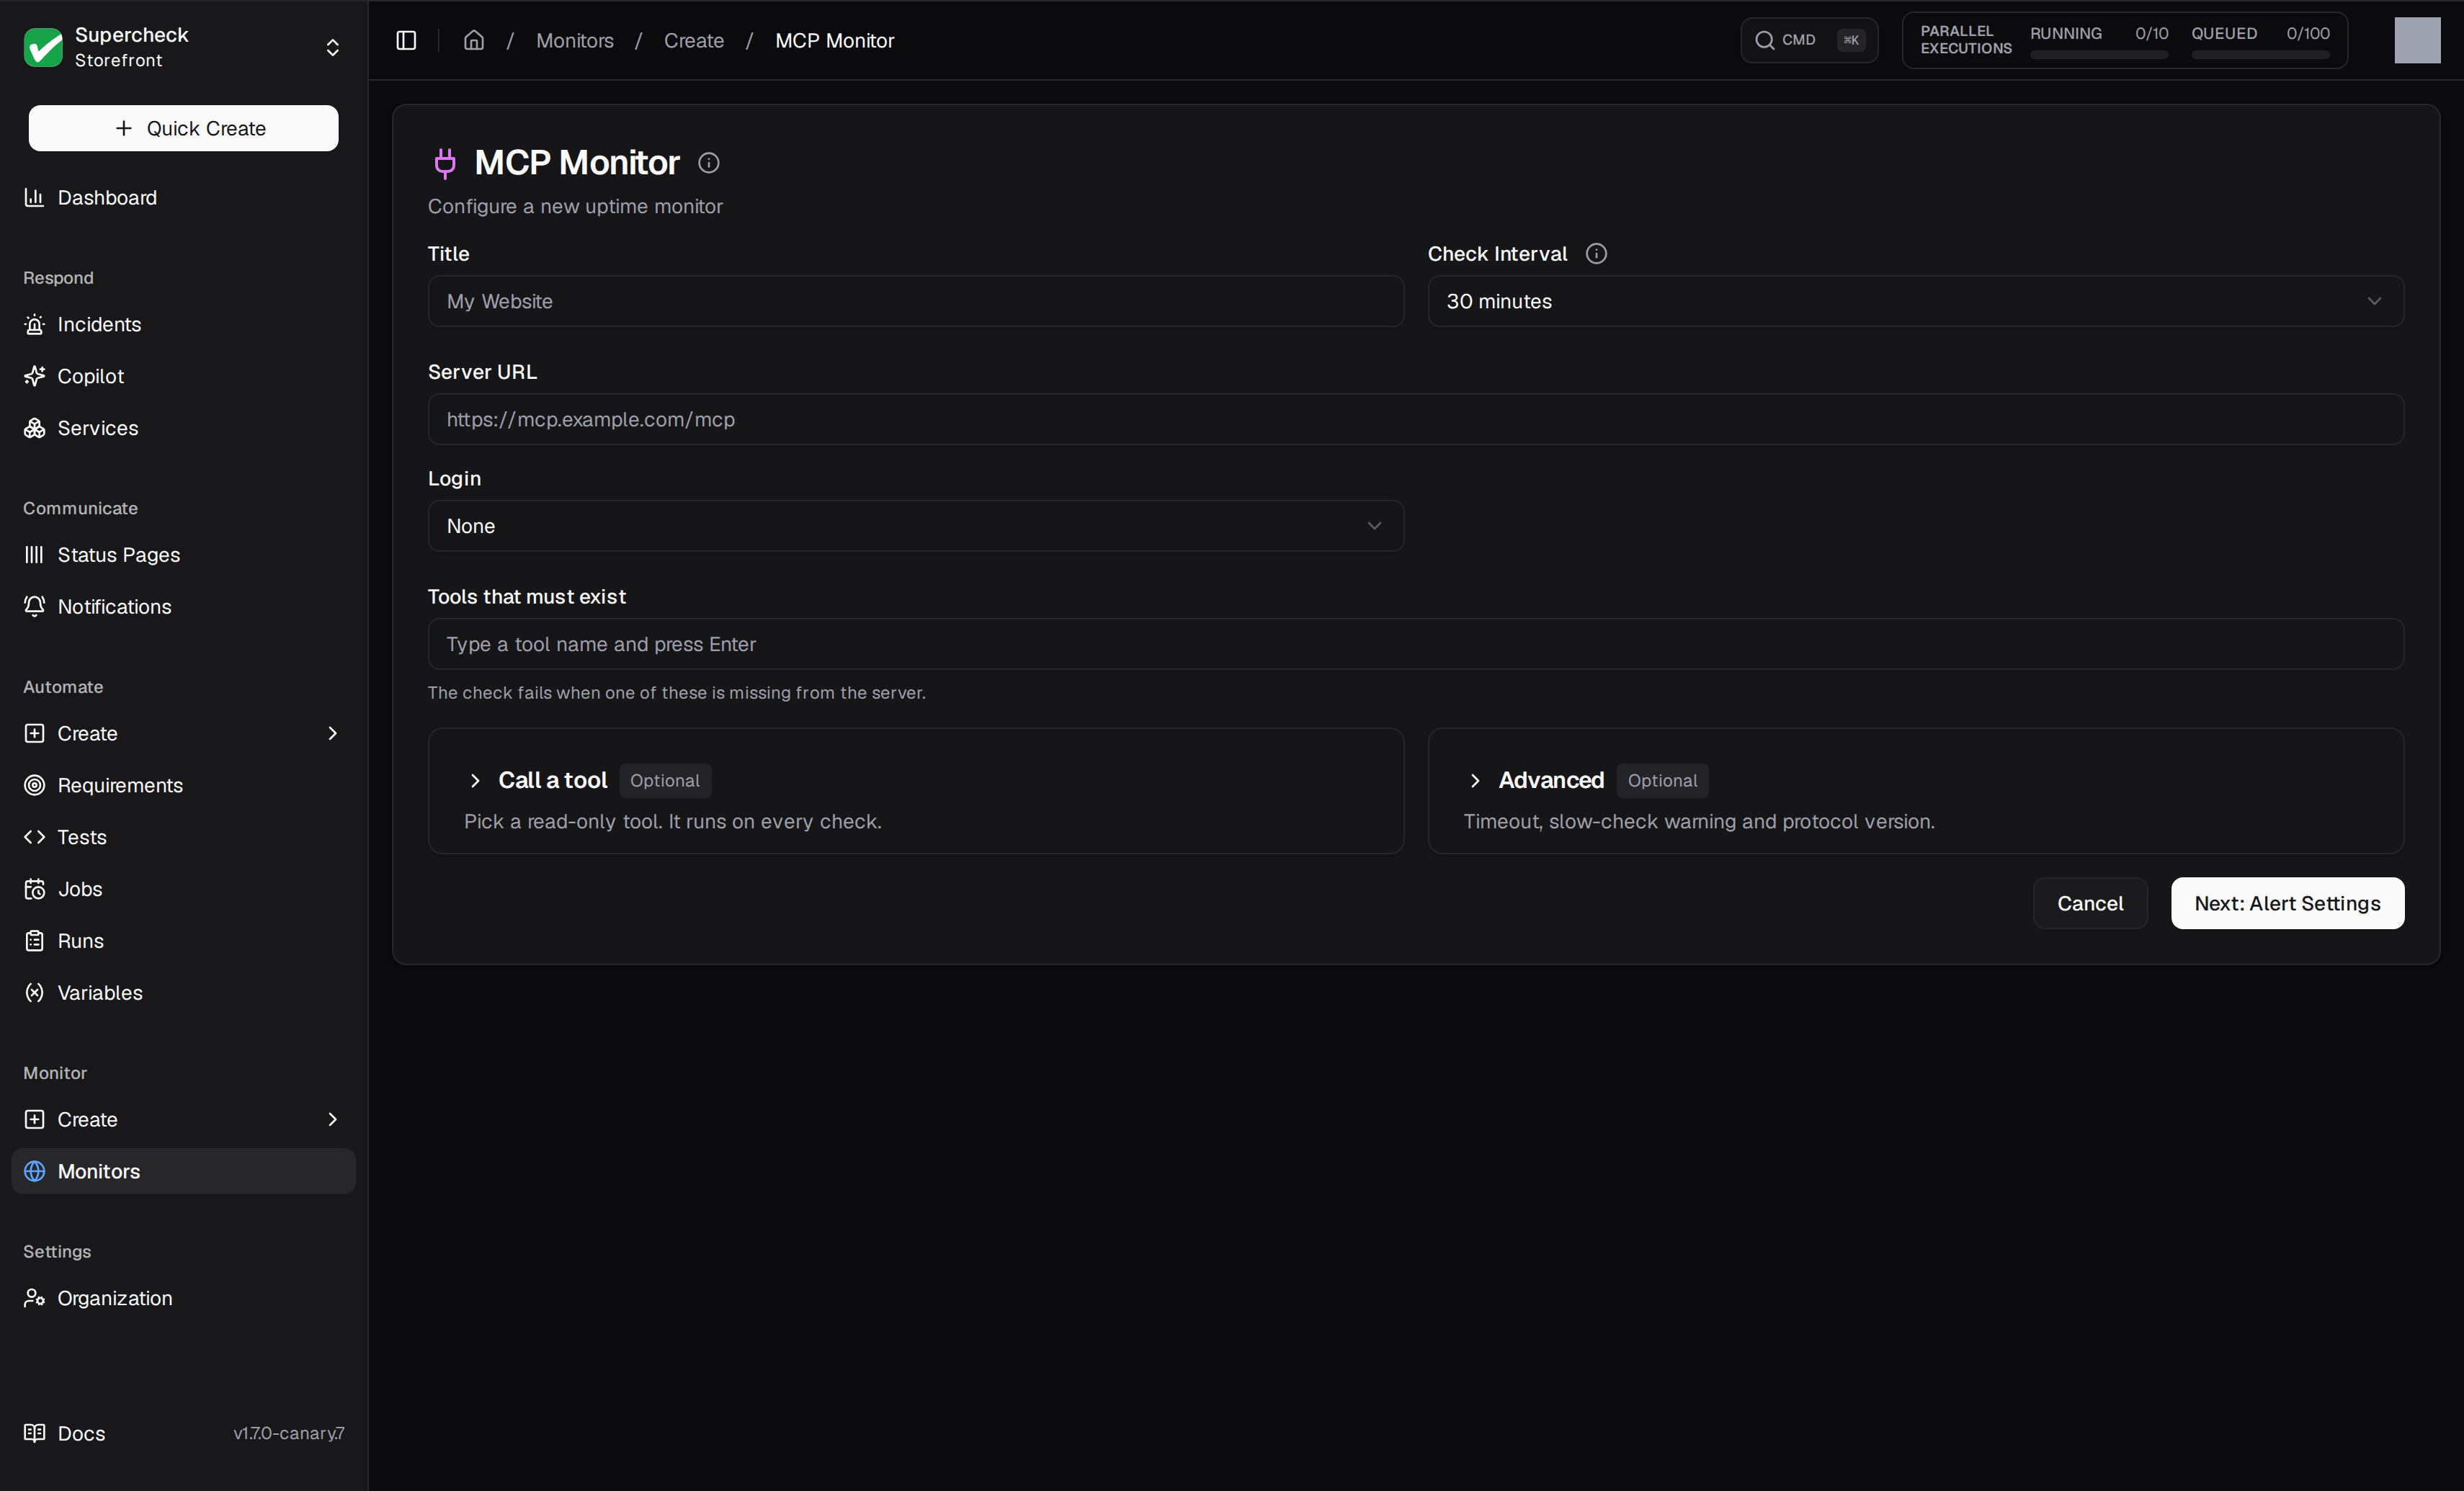 Supercheck
Storefront
Quick Create
Dashboard
Respond
Incidents
Copilot
Services
Communicate
Status Pages
Notifications
Automate
Create
Requirements
Tests
Jobs
Runs
Variables
Monitor
Create
Monitors
Settings
Organization
Docs v1.7.0-canary.7
/ Monitors / Create / MCP Monitor
CMD ⌘K
PARALLEL EXECUTIONS
RUNNING 0/10
QUEUED 0/100
MCP Monitor
Configure a new uptime monitor
Title
My Website
Check Interval
30 minutes
Server URL
https://mcp.example.com/mcp
Login
None
Tools that must exist
Type a tool name and press Enter
The check fails when one of these is missing from the server.
Call a tool Optional
Pick a read-only tool. It runs on every check.
Advanced Optional
Timeout, slow-check warning and protocol version.
Cancel
Next: Alert Settings